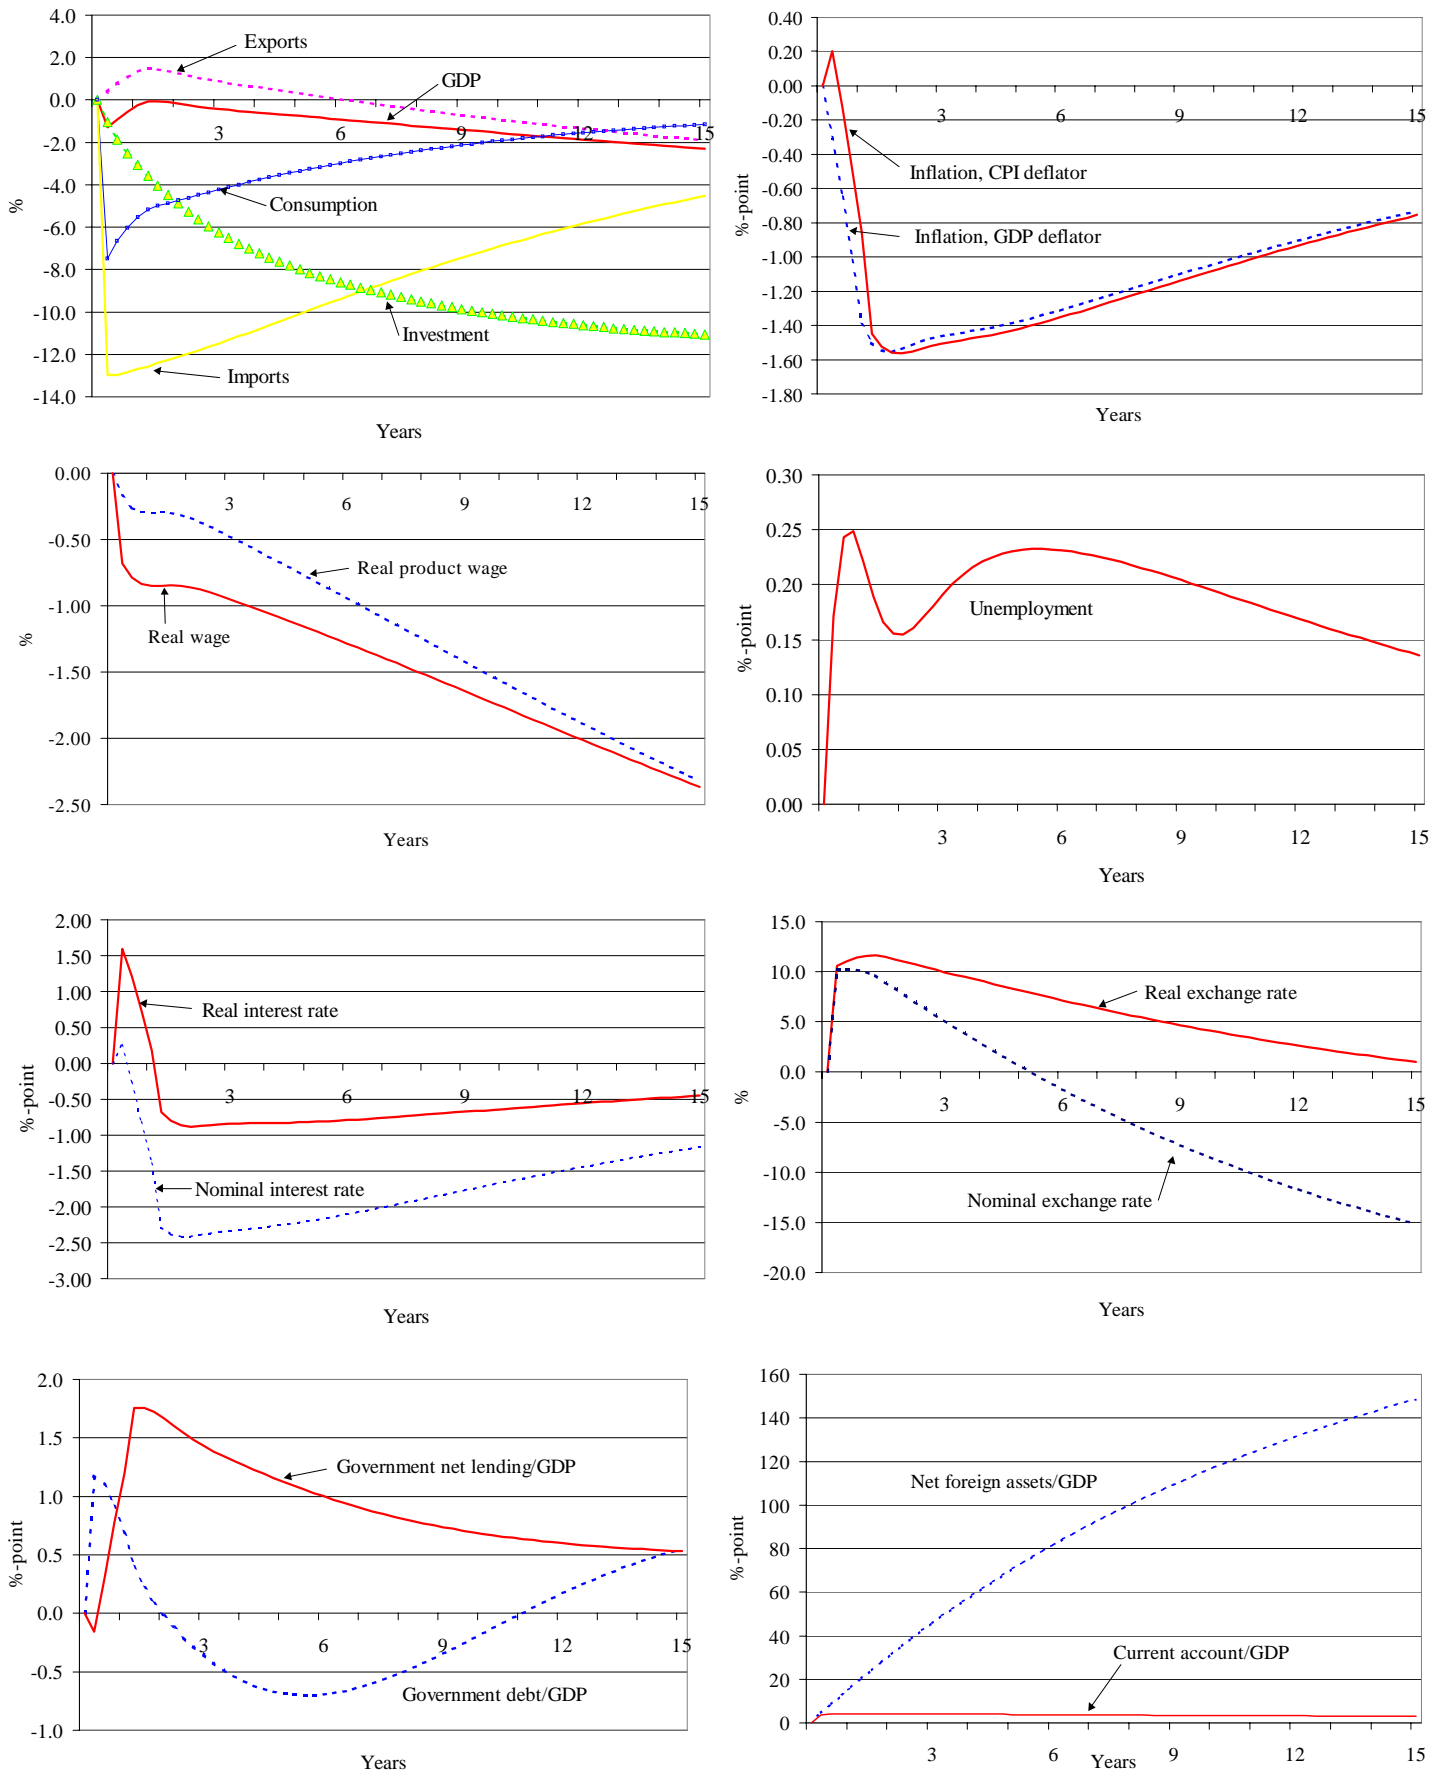 4.0
2.0
0.0
-2.0
-4.0
-6.0
-8.0
-10.0
-12.0
-14.0
%
3 6 9 12 15
Exports
GDP
Consumption
Investment
Imports
Years
0.40
0.20
0.00
-0.20
-0.40
-0.60
-0.80
-1.00
-1.20
-1.40
-1.60
-1.80
%-point
3 6 9 12 15
Inflation, CPI deflator
Inflation, GDP deflator
Years
0.00
-0.50
-1.00
-1.50
-2.00
-2.50
%
3 6 9 12 15
Real product wage
Real wage
Years
0.30
0.25
0.20
0.15
0.10
0.05
0.00
%-point
Unemployment
3 6 9 12 15
Years
2.00
1.50
1.00
0.50
0.00
-0.50
-1.00
-1.50
-2.00
-2.50
-3.00
%-point
3 6 9 12 15
Real interest rate
Nominal interest rate
Years
15.0
10.0
5.0
0.0
-5.0
-10.0
-15.0
-20.0
%
3 6 9 12 15
Real exchange rate
Nominal exchange rate
Years
2.0
1.5
1.0
0.5
0.0
-0.5
-1.0
%-point
Government net lending/GDP
3 6 9 12 15
Government debt/GDP
Years
160
140
120
100
80
60
40
20
0
%-point
Net foreign assets/GDP
Current account/GDP
3 6 9 12 15
Years